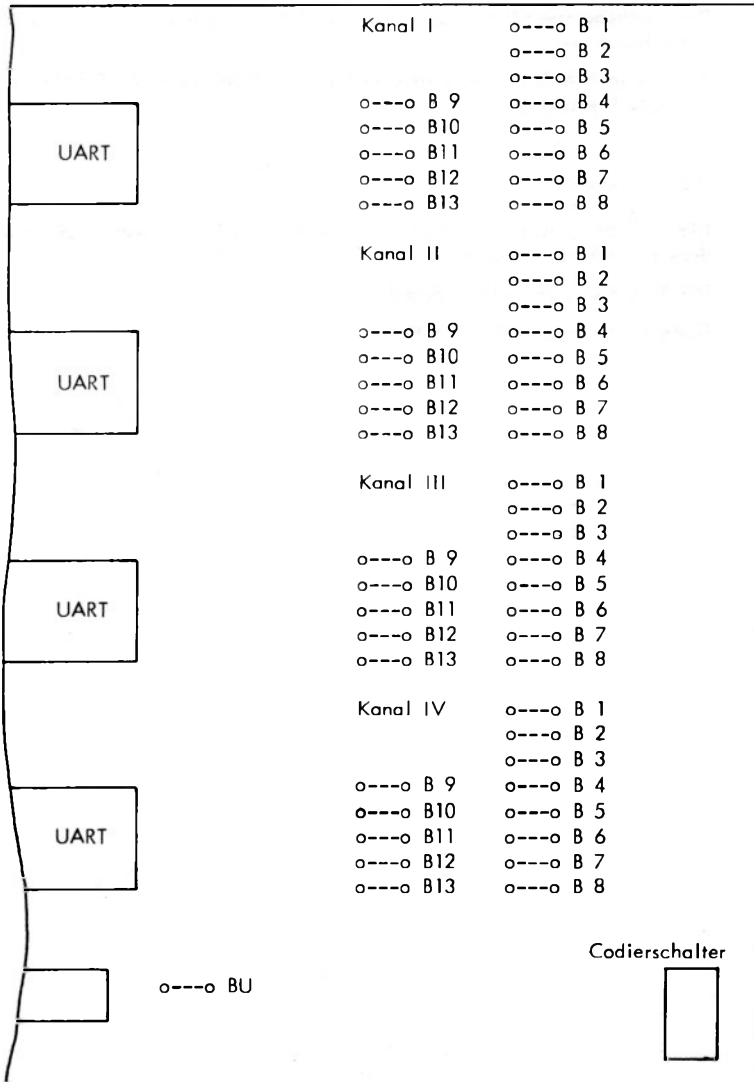 Kanal I o---o B 1
o---o B 2
o---o B 3
o---o B 9 o---o B 4
o---o B10 o---o B 5
UART o---o B11 o---o B 6
o---o B12 o---o B 7
o---o B13 o---o B 8
Kanal II o---o B 1
o---o B 2
o---o B 3
o---o B 9 o---o B 4
o---o B10 o---o B 5
UART o---o B11 o---o B 6
o---o B12 o---o B 7
o---o B13 o---o B 8
Kanal III o---o B 1
o---o B 2
o---o B 3
o---o B 9 o---o B 4
o---o B10 o---o B 5
UART o---o B11 o---o B 6
o---o B12 o---o B 7
o---o B13 o---o B 8
Kanal IV o---o B 1
o---o B 2
o---o B 3
o---o B 9 o---o B 4
o---o B10 o---o B 5
UART o---o B11 o---o B 6
o---o B12 o---o B 7
o---o B13 o---o B 8
Codierschalter
o---o BU